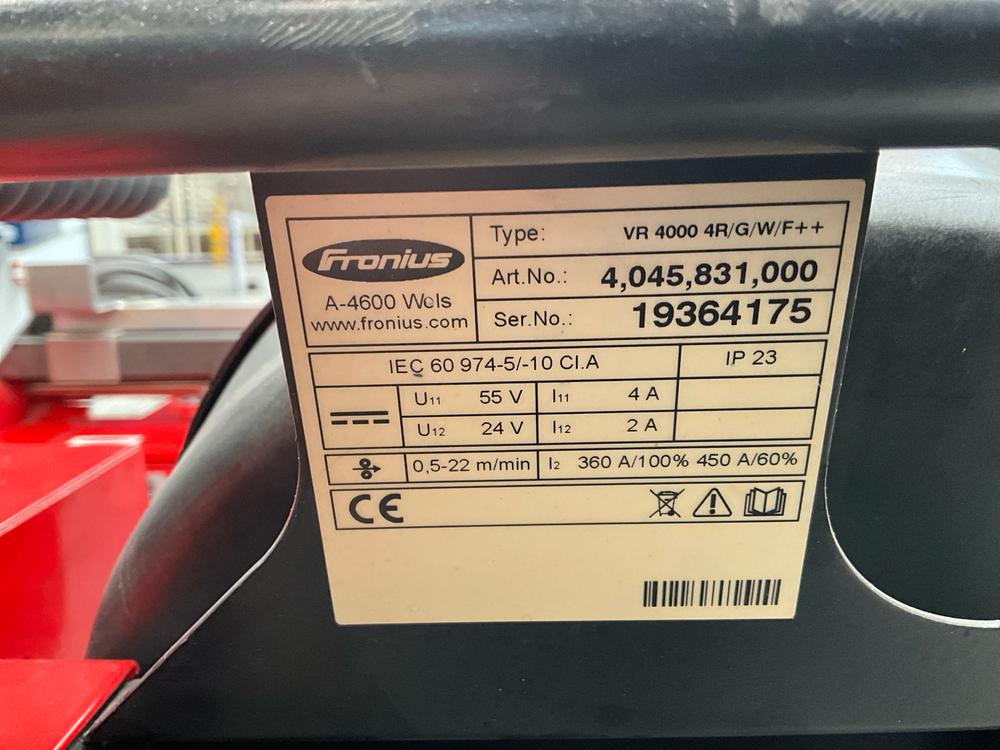 Fronius
A-4600 Wels
www.fronius.com
Type: VR 4000 4R/G/W/F++
Art.No.: 4,045,831,000
Ser.No.: 19364175
IEC 60 974-5/-10 Cl.A IP 23
U11 55 V I11 4 A
U12 24 V I12 2 A
0,5-22 m/min I2 360 A/100% 450 A/60%
CE